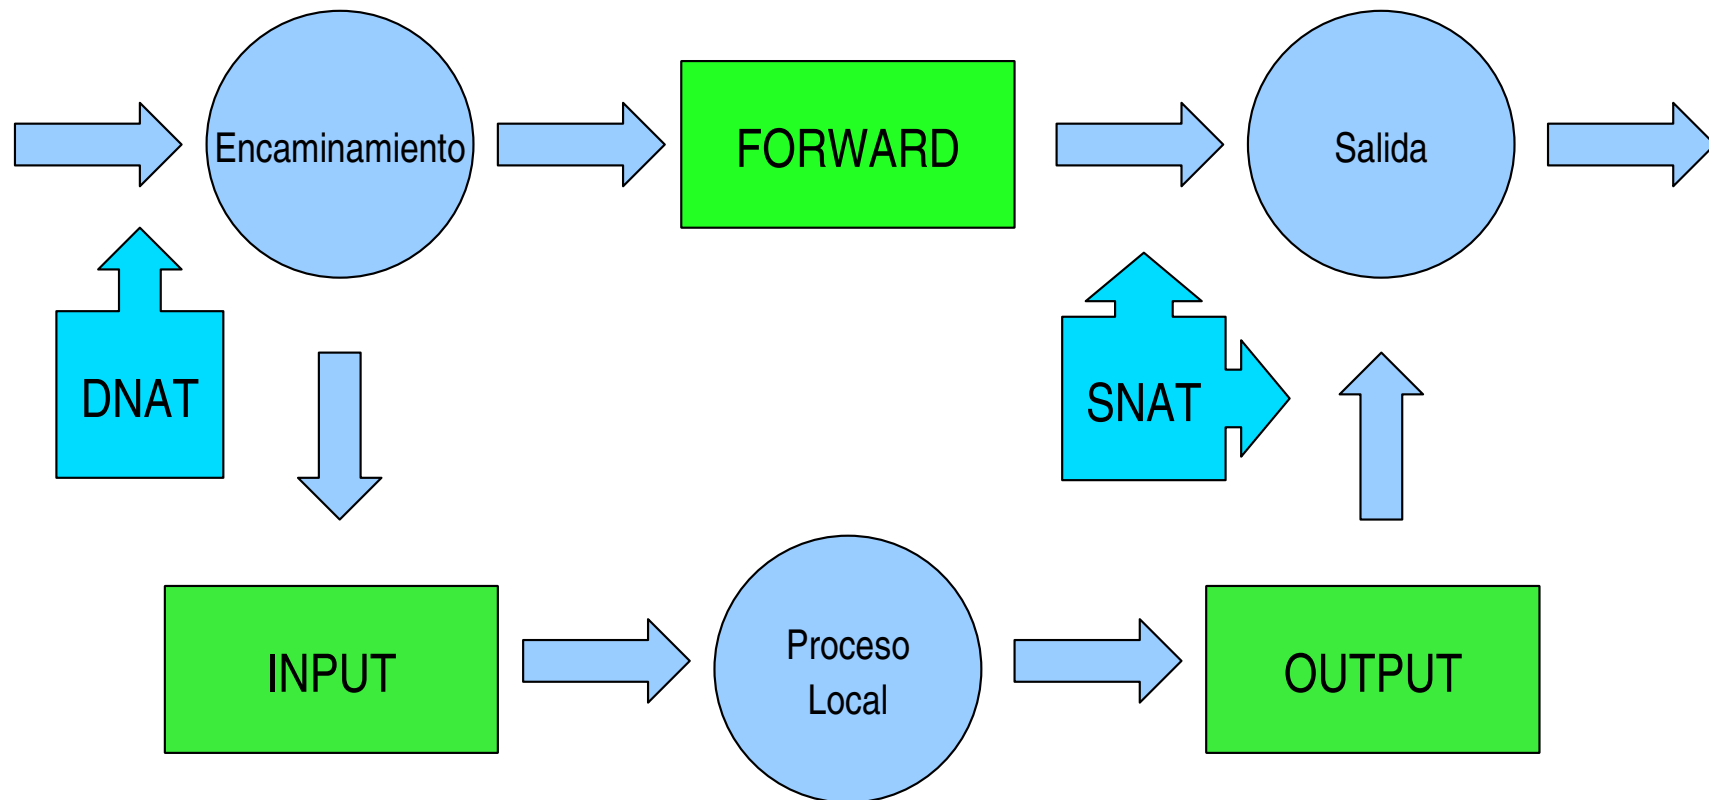 Encaminamiento
FORWARD
Salida
DNAT
SNAT
INPUT
Proceso
Local
OUTPUT